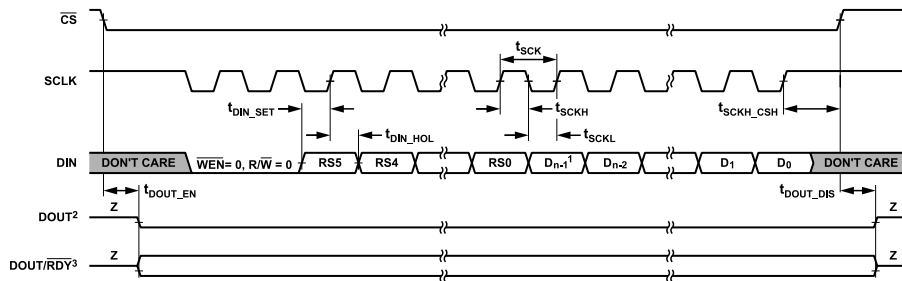 CS
tSCK
SCLK
tDIN_SET
tSCKH
tSCKH_CSH
tDIN_HOL
tSCKL
DIN
DON'T CARE
WEN= 0, R/W = 0
RS5
RS4
RS0
Dn-1¹
Dn-2
D1
D0
DON'T CARE
tDOUT_EN
tDOUT_DIS
DOUT²
Z
Z
DOUT/RDY³
Z
Z